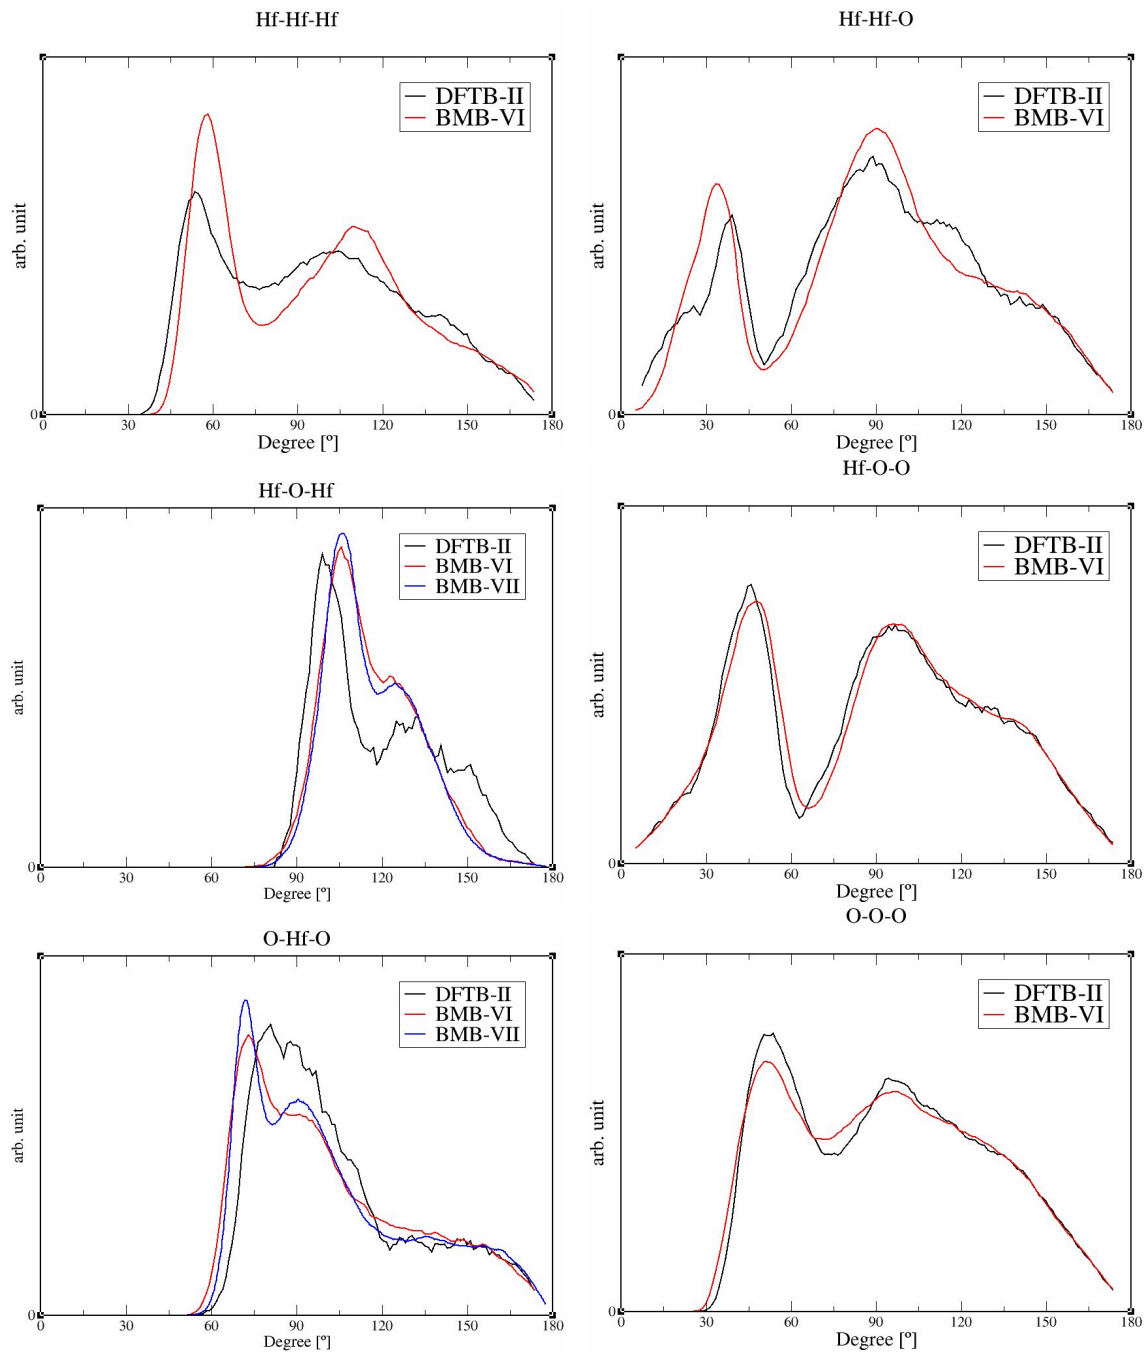 Hf-Hf-Hf
DFTB-II
BMB-VI
arb. unit
0
0 30 60 90 120 150 180
Degree [º]
Hf-Hf-O
DFTB-II
BMB-VI
arb. unit
0
0 30 60 90 120 150 180
Degree [º]
Hf-O-Hf
DFTB-II
BMB-VI
BMB-VII
arb. unit
0
0 30 60 90 120 150 180
Degree [º]
Hf-O-O
DFTB-II
BMB-VI
arb. unit
0
0 30 60 90 120 150 180
Degree [º]
O-Hf-O
DFTB-II
BMB-VI
BMB-VII
arb. unit
0
0 30 60 90 120 150 180
Degree [º]
O-O-O
DFTB-II
BMB-VI
arb. unit
0
0 30 60 90 120 150 180
Degree [º]